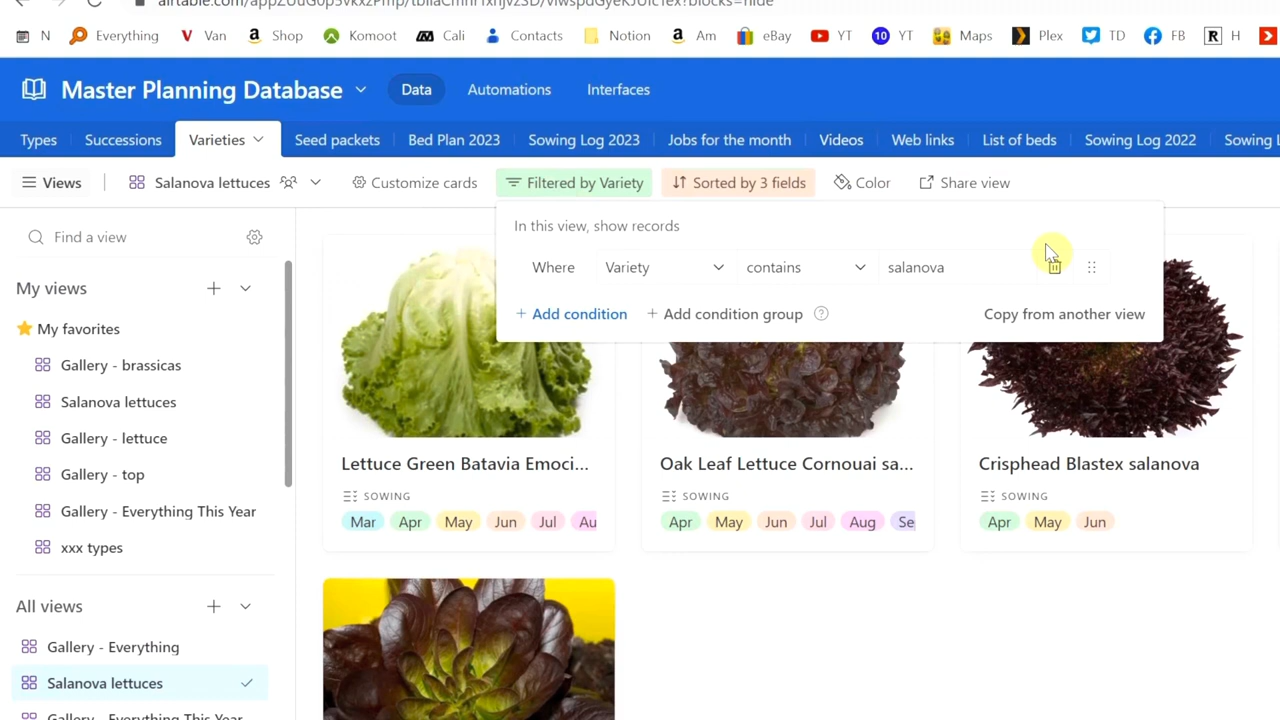 N Everything Van Shop Komoot Cali Contacts Notion Am eBay YT 10 YT Maps Plex TD FB R H
Master Planning Database Data Automations Interfaces
Types Successions Varieties Seed packets Bed Plan 2023 Sowing Log 2023 Jobs for the month Videos Web links List of beds Sowing Log 2022 Sowing L
Views Salanova lettuces Customize cards Filtered by Variety Sorted by 3 fields Color Share view
In this view, show records
Where Variety contains salanova
+ Add condition + Add condition group ? Copy from another view
Find a view
My views
My favorites
Gallery - brassicas
Salanova lettuces
Gallery - lettuce
Gallery - top
Gallery - Everything This Year
xxx types
All views
Gallery - Everything
Salanova lettuces
Gallery - Everything This Year
Lettuce Green Batavia Emoci...
SOWING
Mar Apr May Jun Jul Au
Oak Leaf Lettuce Cornouai sa...
SOWING
Apr May Jun Jul Aug Se
Crisphead Blastex salanova
SOWING
Apr May Jun